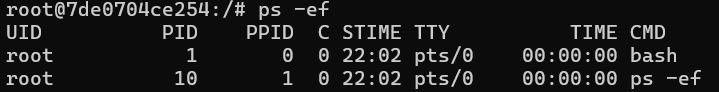 root@7de0704ce254:/# ps -ef
UID          PID    PPID  C STIME TTY          TIME CMD
root           1       0  0 22:02 pts/0    00:00:00 bash
root          10       1  0 22:02 pts/0    00:00:00 ps -ef